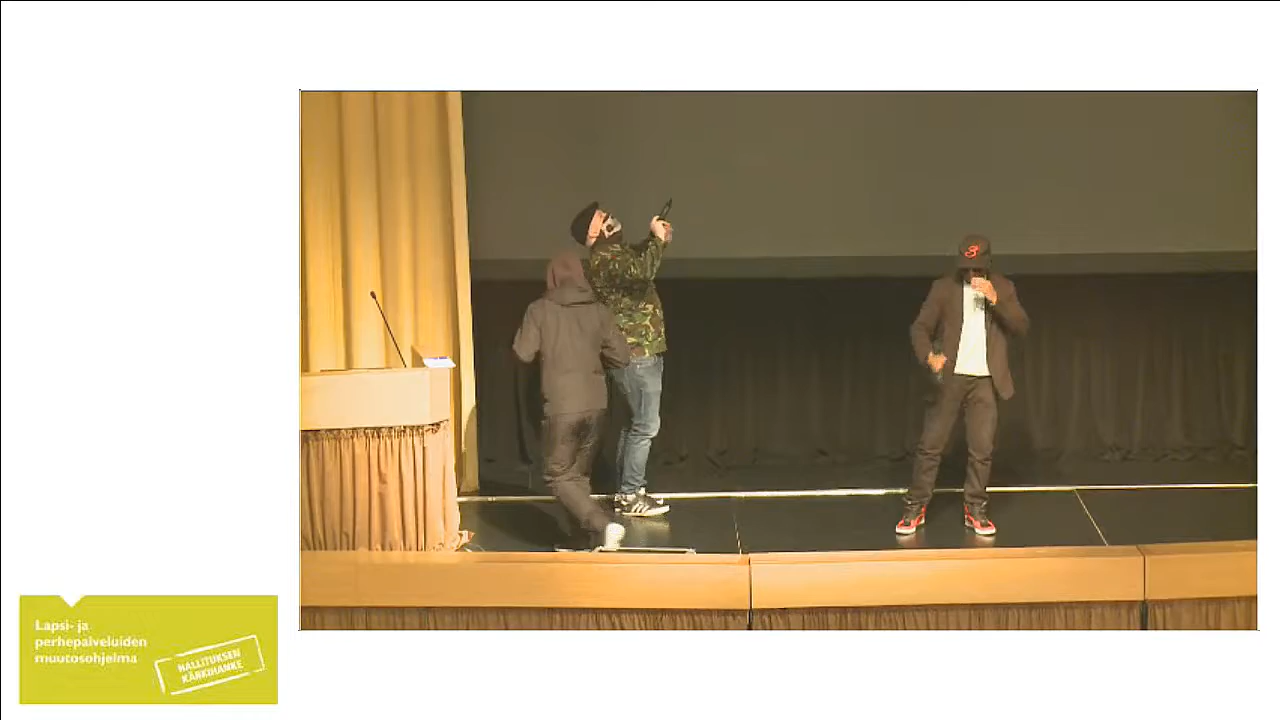 Lapsi- ja
perhepalveluiden
muutosohjelma
HALLITUKSEN
KÄRKIHANKE